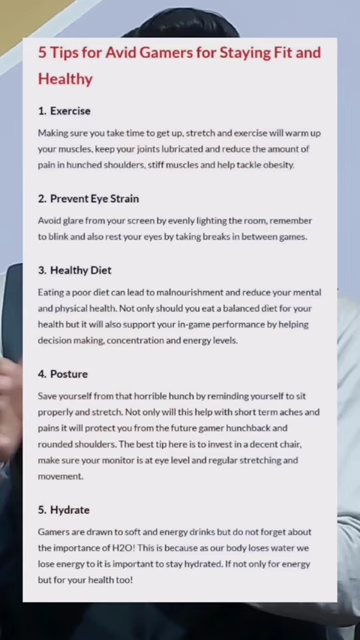 5 Tips for Avid Gamers for Staying Fit and
Healthy
1. Exercise
Making sure you take time to get up, stretch and exercise will warm up
your muscles, keep your joints lubricated and reduce the amount of
pain in hunched shoulders, stiff muscles and help tackle obesity.
2. Prevent Eye Strain
Avoid glare from your screen by evenly lighting the room, remember
to blink and also rest your eyes by taking breaks in between games.
3. Healthy Diet
Eating a poor diet can lead to malnourishment and reduce your mental
and physical health. Not only should you eat a balanced diet for your
health but it will also support your in-game performance by helping
decision making, concentration and energy levels.
4. Posture
Save yourself from that horrible hunch by reminding yourself to sit
properly and stretch. Not only will this help with short term aches and
pains it will protect you from the future gamer hunchback and
rounded shoulders. The best tip here is to invest in a decent chair,
make sure your monitor is at eye level and regular stretching and
movement.
5. Hydrate
Gamers are drawn to soft and energy drinks but do not forget about
the importance of H2O! This is because as our body loses water we
lose energy to it is important to stay hydrated. If not only for energy
but for your health too!